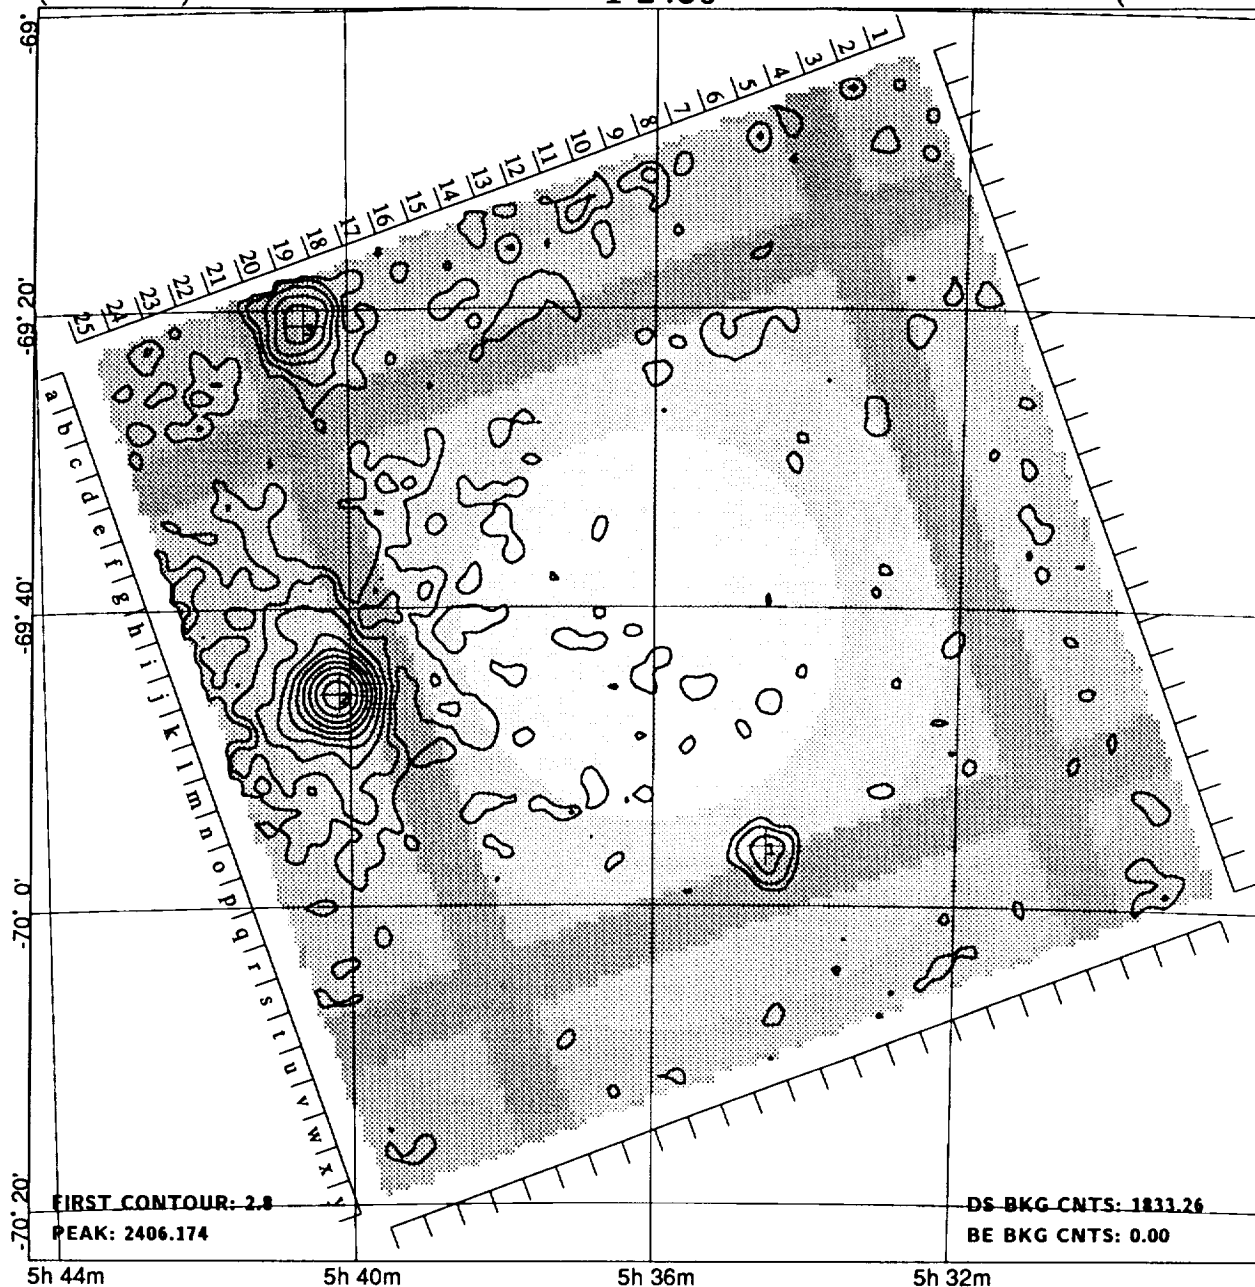 -69°
1 2 3 4 5 6 7 8 9 10 11 12 13 14 15 16 17 18 19 20 21 22 23 24 25
-69° 20'
a b c d e f g h i j k l m n o p q r s t u v w x y
-69° 40'
2
1
-70° 0'
-70° 20'
FIRST CONTOUR: 2.8
PEAK: 2406.174
DS BKG CNTS: 1833.26
BE BKG CNTS: 0.00
5h 44m 5h 40m 5h 36m 5h 32m